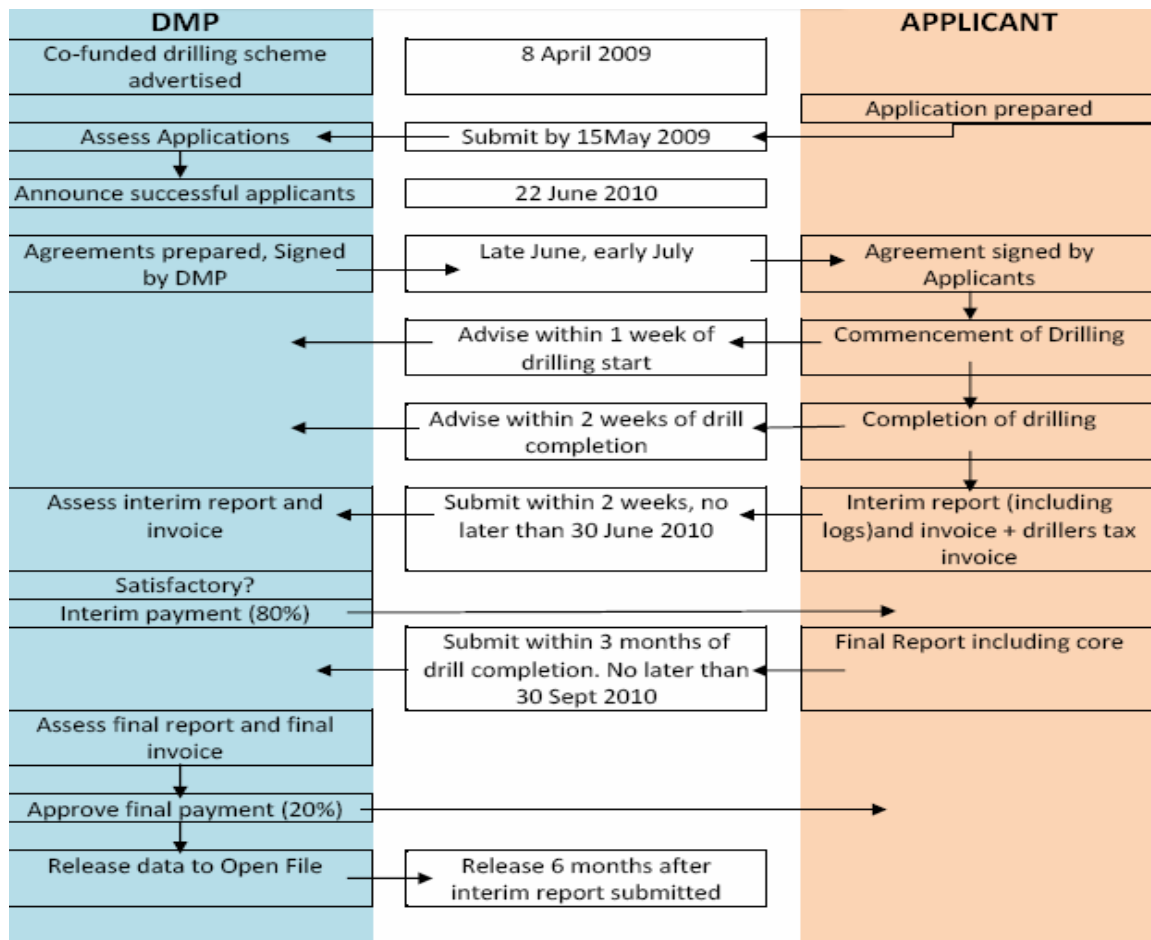 DMP
APPLICANT
Co-funded drilling scheme
advertised
8 April 2009
Application prepared
Assess Applications
Submit by 15May 2009
Announce successful applicants
22 June 2010
Agreements prepared, Signed
by DMP
Late June, early July
Agreement signed by
Applicants
Advise within 1 week of
drilling start
Commencement of Drilling
Advise within 2 weeks of drill
completion
Completion of drilling
Assess interim report and
invoice
Submit within 2 weeks, no
later than 30 June 2010
Interim report (including
logs)and invoice + drillers tax
invoice
Satisfactory?
Interim payment (80%)
Submit within 3 months of
drill completion. No later than
30 Sept 2010
Final Report including core
Assess final report and final
invoice
Approve final payment (20%)
Release data to Open File
Release 6 months after
interim report submitted